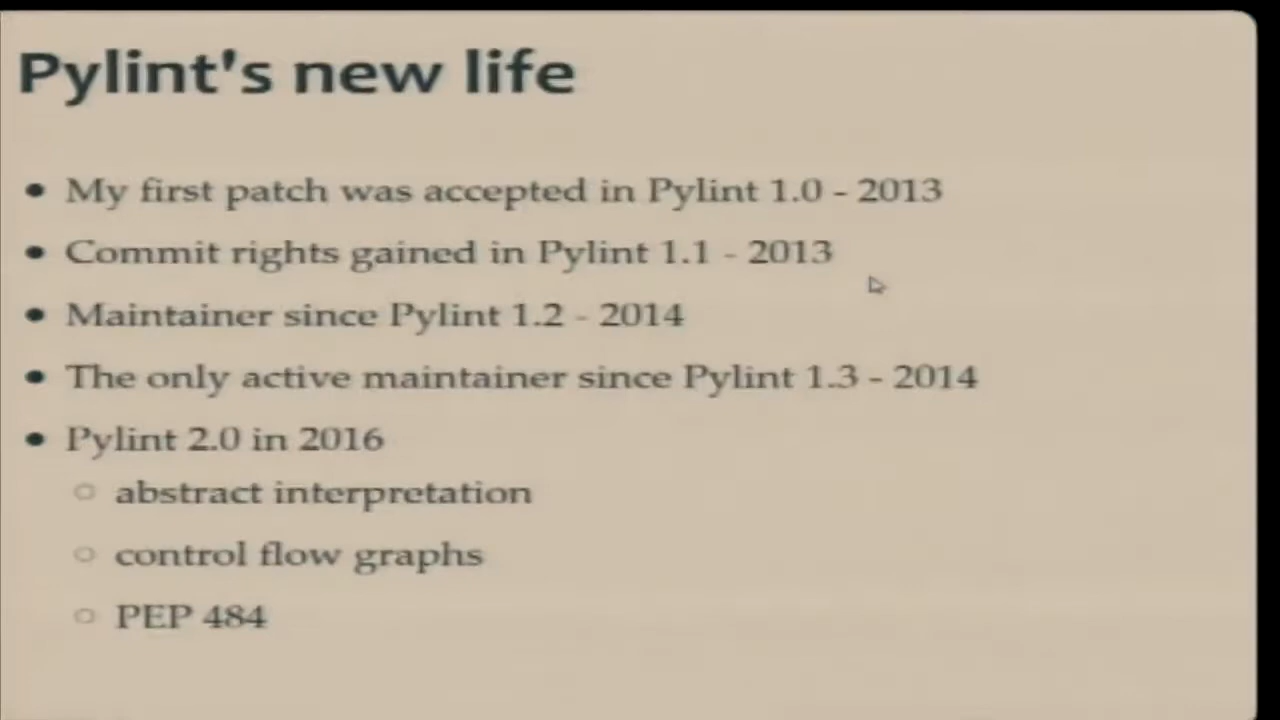 Pylint's new life
My first patch was accepted in Pylint 1.0 - 2013
Commit rights gained in Pylint 1.1 - 2013
Maintainer since Pylint 1.2 - 2014
The only active maintainer since Pylint 1.3 - 2014
Pylint 2.0 in 2016
abstract interpretation
control flow graphs
PEP 484